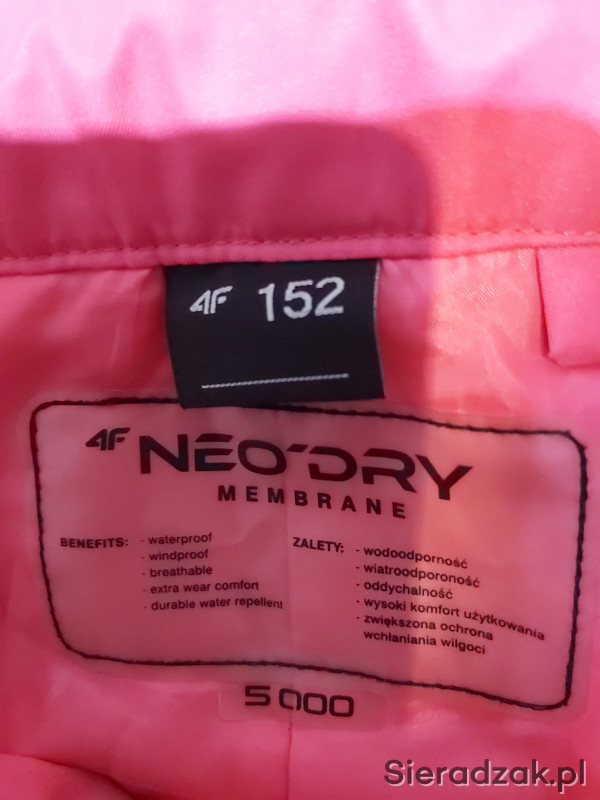 4F 152
4F NEO'DRY
MEMBRANE
BENEFITS: - waterproof
- windproof
- breathable
- extra wear comfort
- durable water repellent
ZALETY: - wodoodporność
- wiatroodporoność
- oddychalność
- wysoki komfort użytkowania
- zwiększona ochrona
wchłaniania wilgoci
5000
Sieradzak.pl